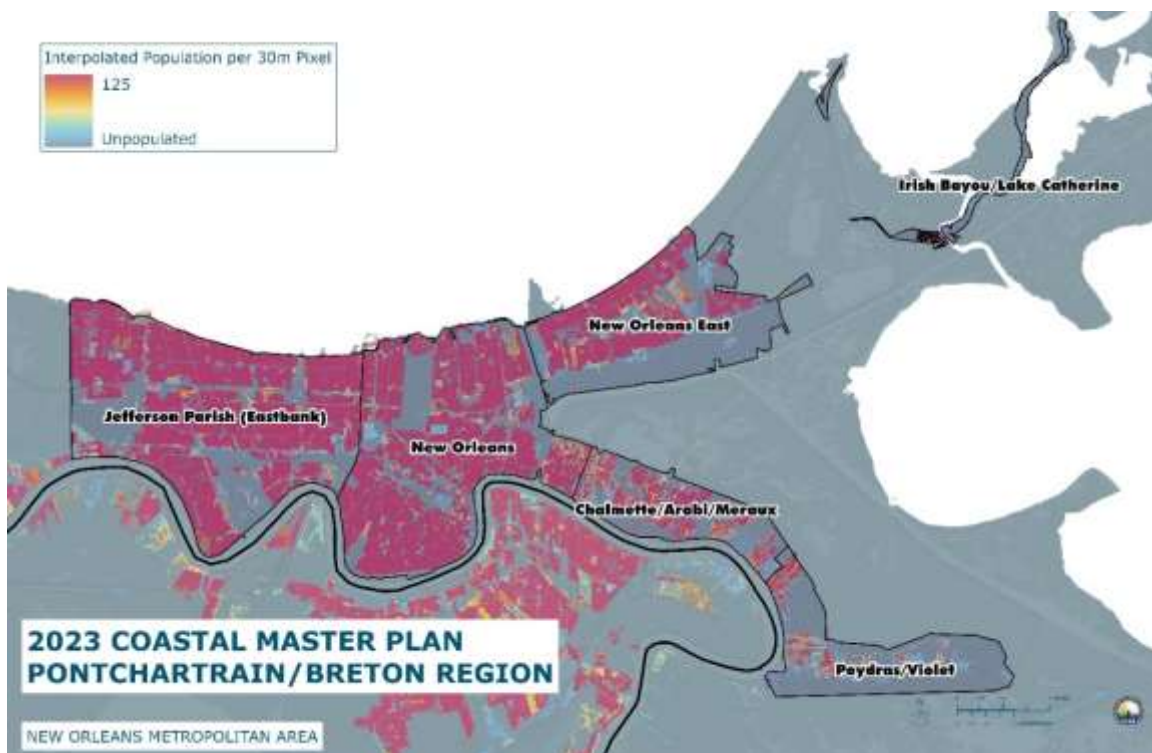 Interpolated Population per 30m Pixel
125
Unpopulated
Irish Bayou/Lake Catherine
New Orleans East
Jefferson Parish (Eastbank)
New Orleans
Chalmette/Arabi/Meraux
Poydras/Violet
2023 COASTAL MASTER PLAN
PONTCHARTRAIN/BRETON REGION
NEW ORLEANS METROPOLITAN AREA